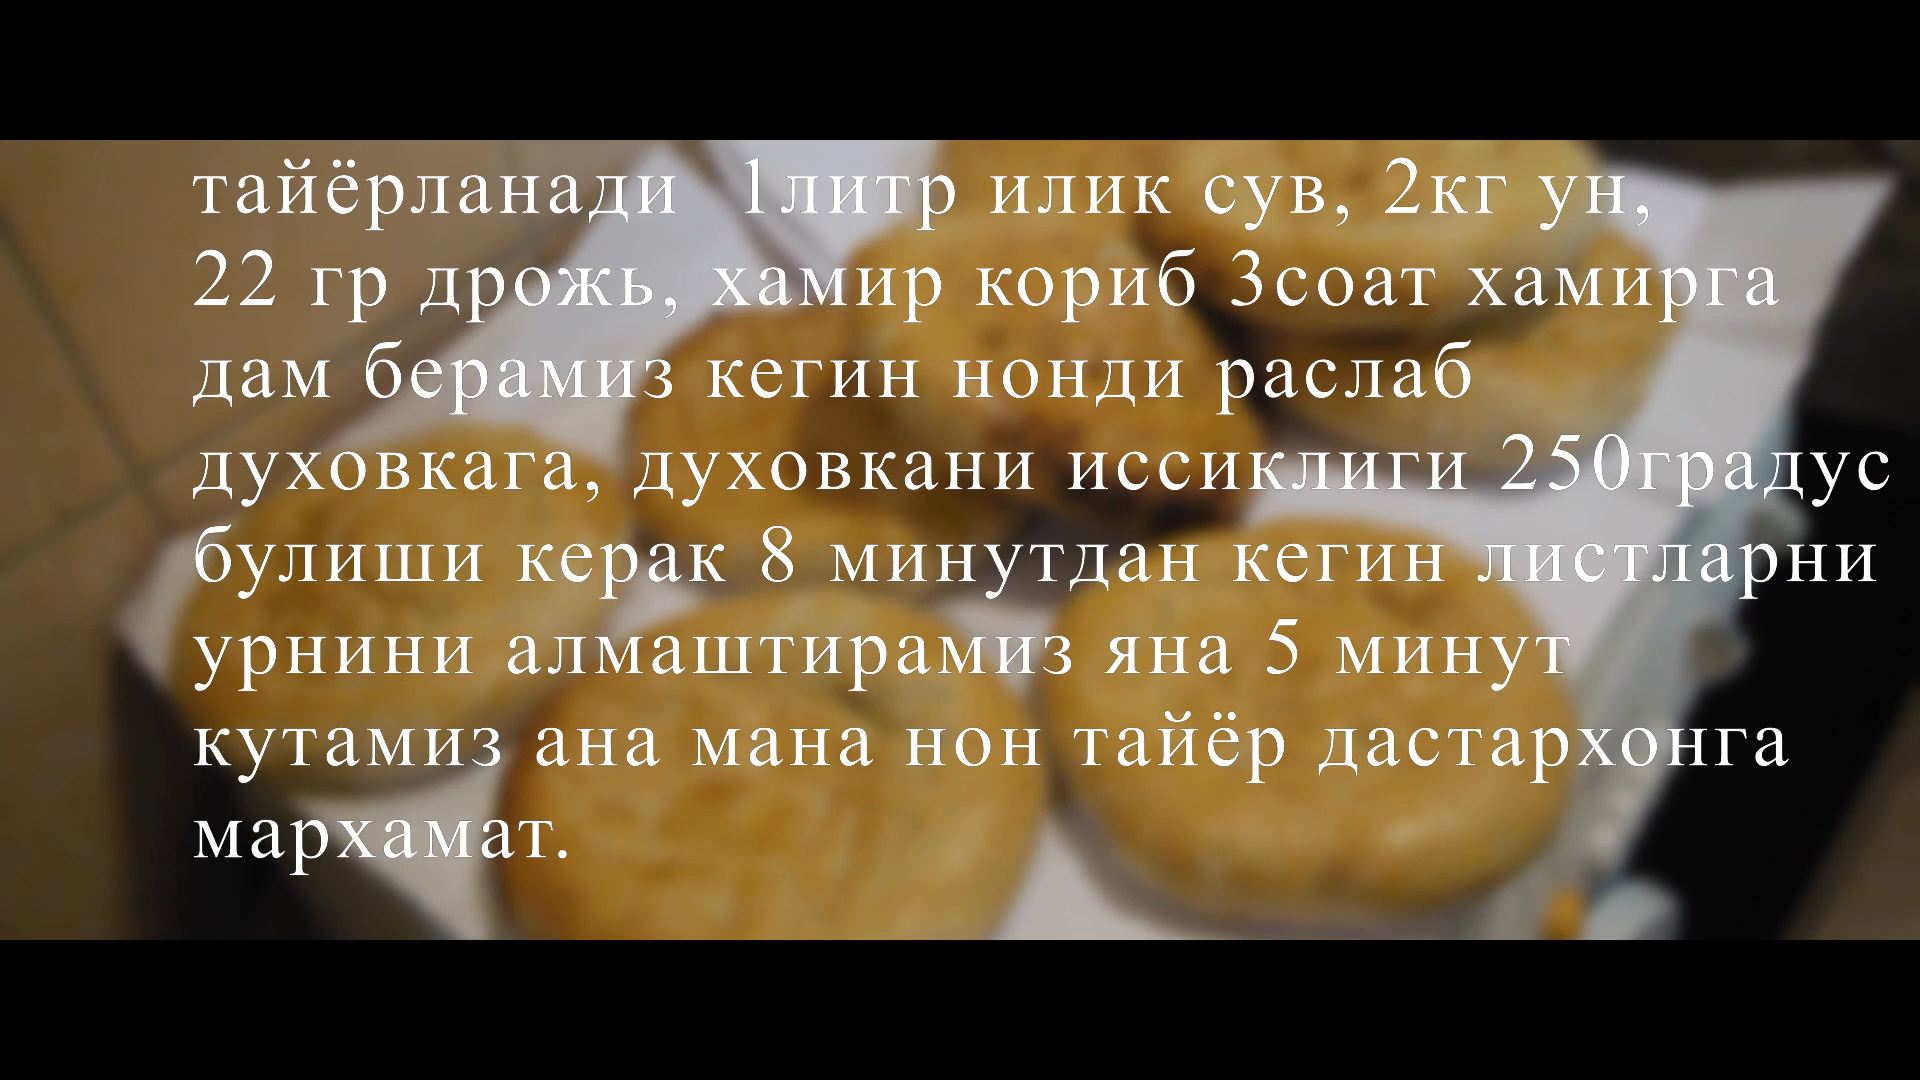 тайёрланади 1литр илик сув, 2кг ун,
22 гр дрожь, хамир кориб 3соат хамирга
дам берамиз кегин нонди раслаб
духовкага, духовкани иссиклиги 250градус
булиши керак 8 минутдан кегин листларни
урнини алмаштирамиз яна 5 минут
кутамиз ана мана нон тайёр дастархонга
мархамат.